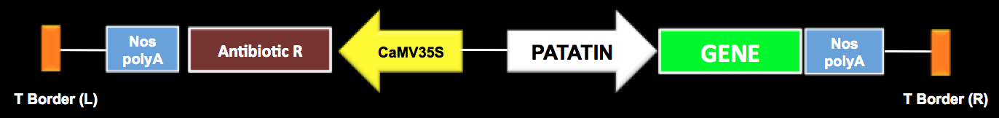 Nos
polyA
Antibiotic R
CaMV35S
PATATIN
GENE
Nos
polyA
T Border (L)
T Border (R)